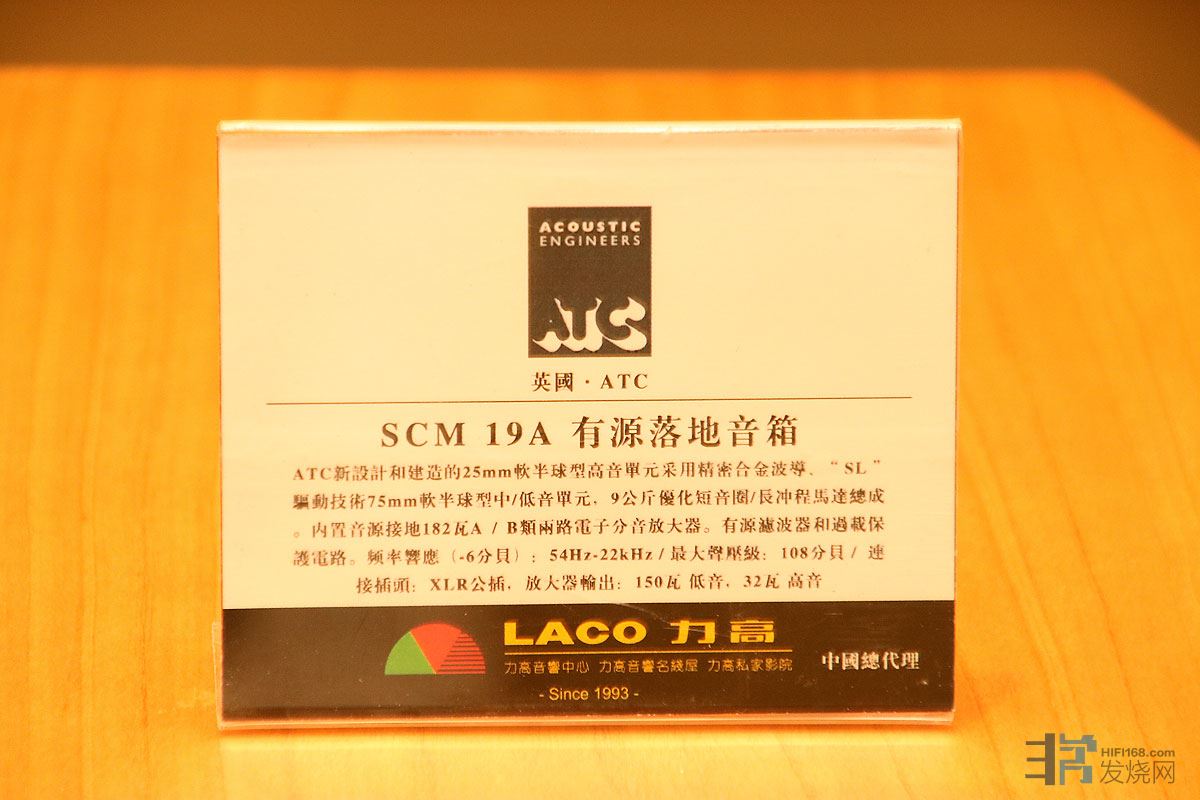 ACOUSTIC
ENGINEERS
ATC
英國·ATC
SCM 19A 有源落地音箱
ATC新設計和建造的25mm軟半球型高音單元采用精密合金波導、“SL”
驅動技術75mm軟半球型中/低音單元，9公斤優化短音圈/長冲程馬達總成
。内置音源接地182瓦A / B類兩路電子分音放大器。有源濾波器和過載保
護電路。頻率響應（-6分貝）：54Hz-22kHz / 最大聲壓級：108分貝 / 連
接插頭：XLR公插，放大器輸出：150瓦 低音，32瓦 高音
LACO 力高
力高音響中心 力高音響名綫屋 力高私家影院
中國總代理
- Since 1993 -
HIFI168.com
发烧网